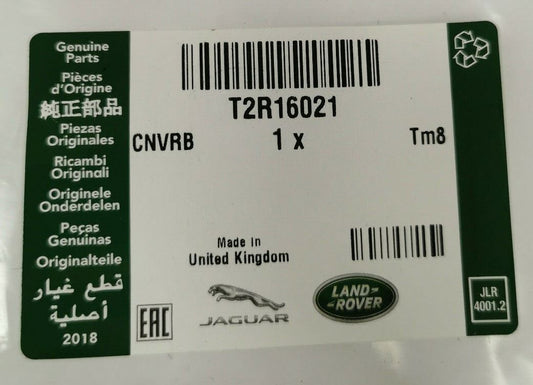 Genuine
Parts
Pièces
d'Origine
純正部品
Piezas
Originales
Ricambi
Originali
Originele
Onderdelen
Peças
Genuinas
Originalteile
قطع غيار
أصلية
2018
T2R16021
CNVRB 1 x Tm8
Made in
United Kingdom
EAC
JAGUAR
LAND-
-ROVER
JLR
4001.2